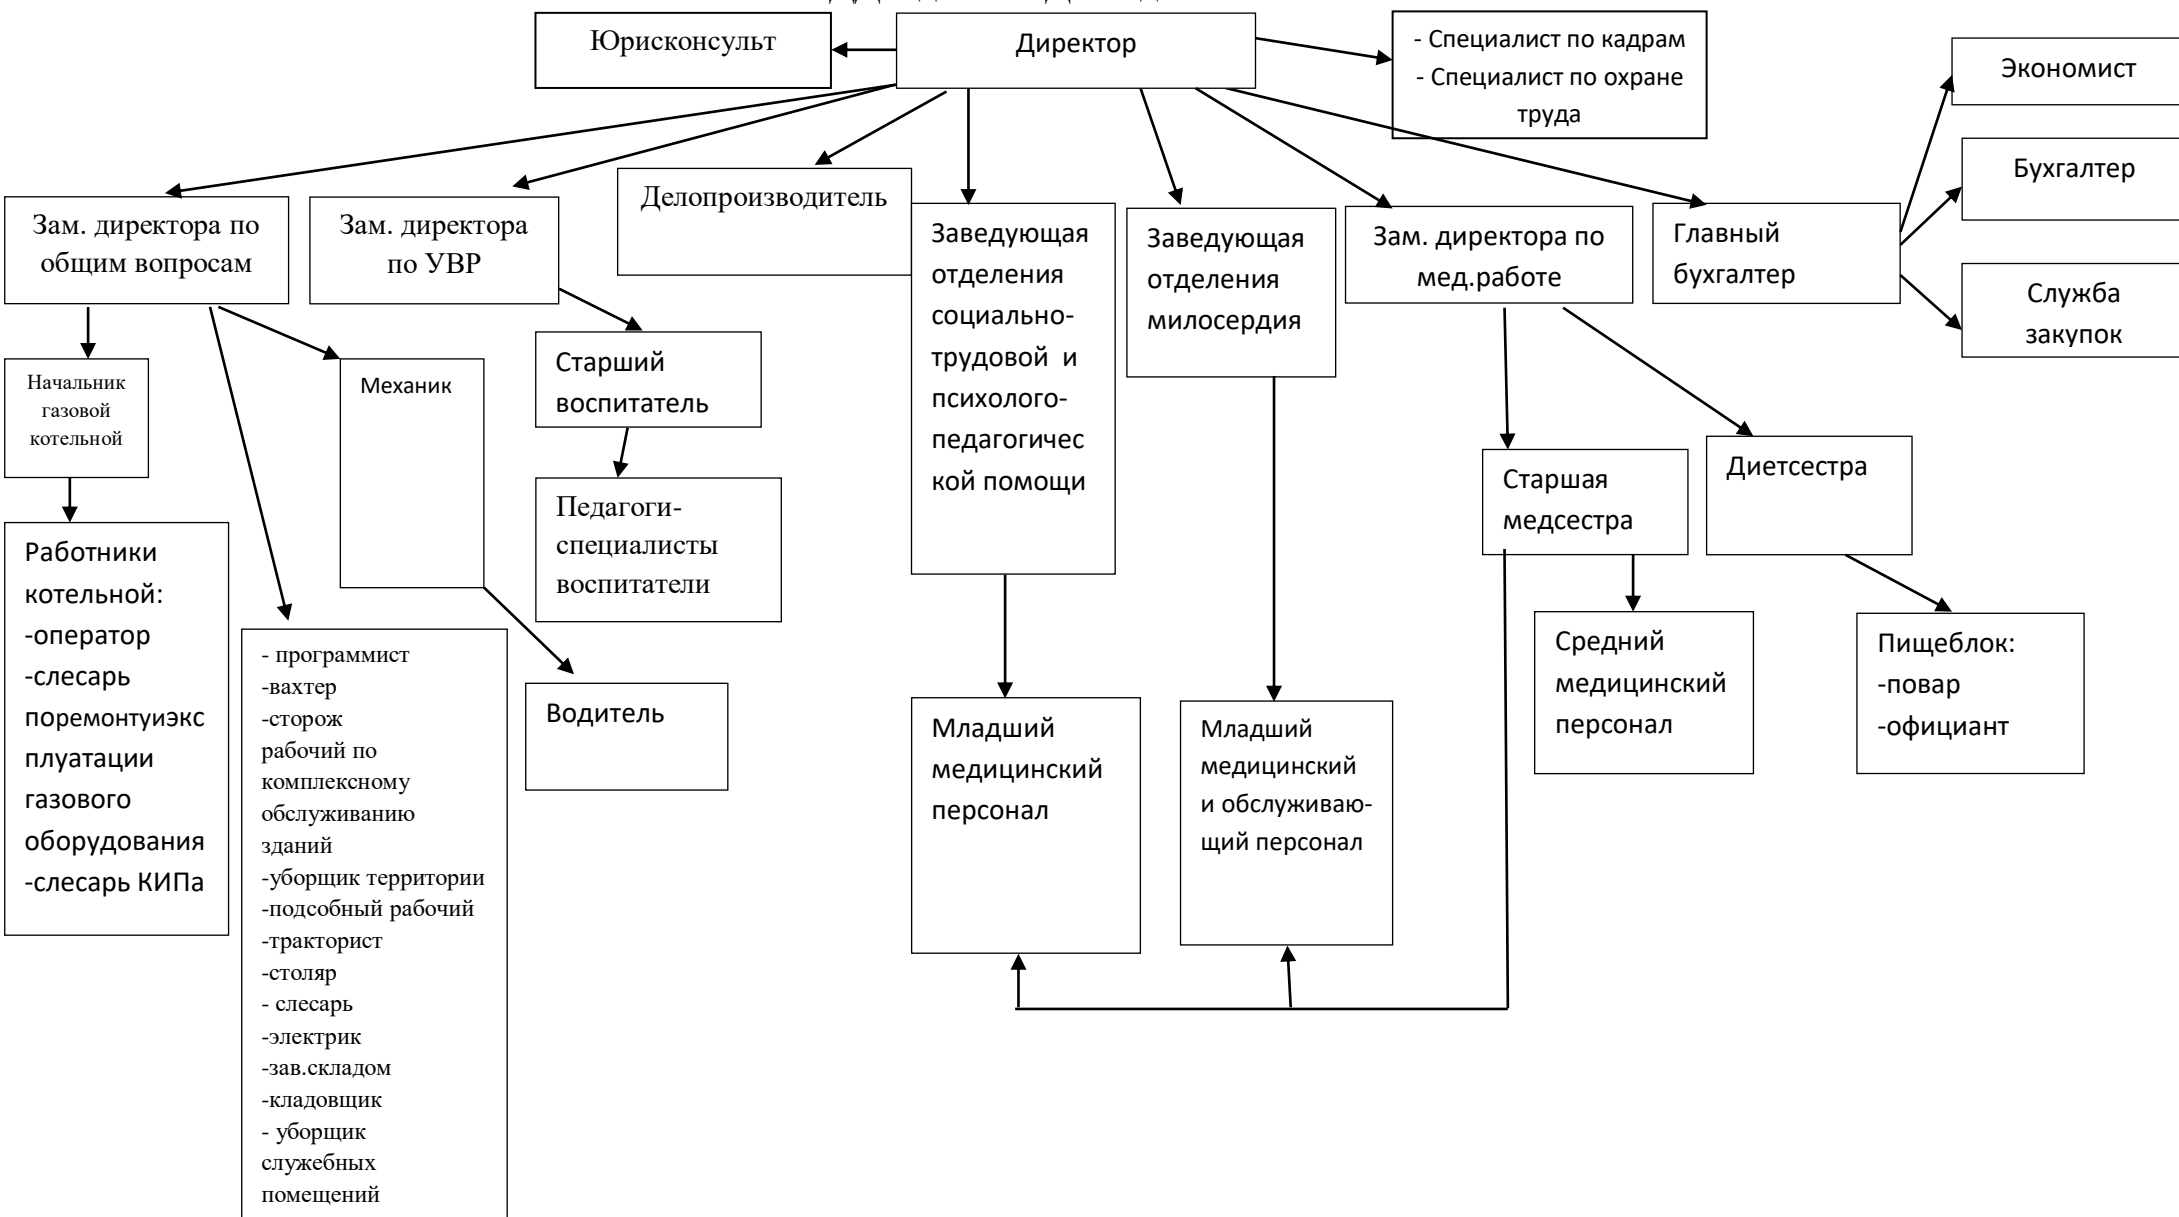 Юрисконсульт
Директор
- Специалист по кадрам
- Специалист по охране
труда
Экономист
Бухгалтер
Служба
закупок
Зам. директора по
общим вопросам
Зам. директора
по УВР
Делопроизводитель
Заведующая
отделения
социально-
трудовой и
психолого-
педагогичес
кой помощи
Заведующая
отделения
милосердия
Зам. директора по
мед.работе
Главный
бухгалтер
Начальник
газовой
котельной
Механик
Старший
воспитатель
Педагоги-
специалисты
воспитатели
Старшая
медсестра
Диетсестра
Работники
котельной:
-оператор
-слесарь
поремонтуиэкс
плуатации
газового
оборудования
-слесарь КИПа
- программист
-вахтер
-сторож
рабочий по
комплексному
обслуживанию
зданий
-уборщик территории
-подсобный рабочий
-тракторист
-столяр
- слесарь
-электрик
-зав.складом
-кладовщик
- уборщик
служебных
помещений
Водитель
Младший
медицинский
персонал
Младший
медицинский
и обслуживаю-
щий персонал
Средний
медицинский
персонал
Пищеблок:
-повар
-официант